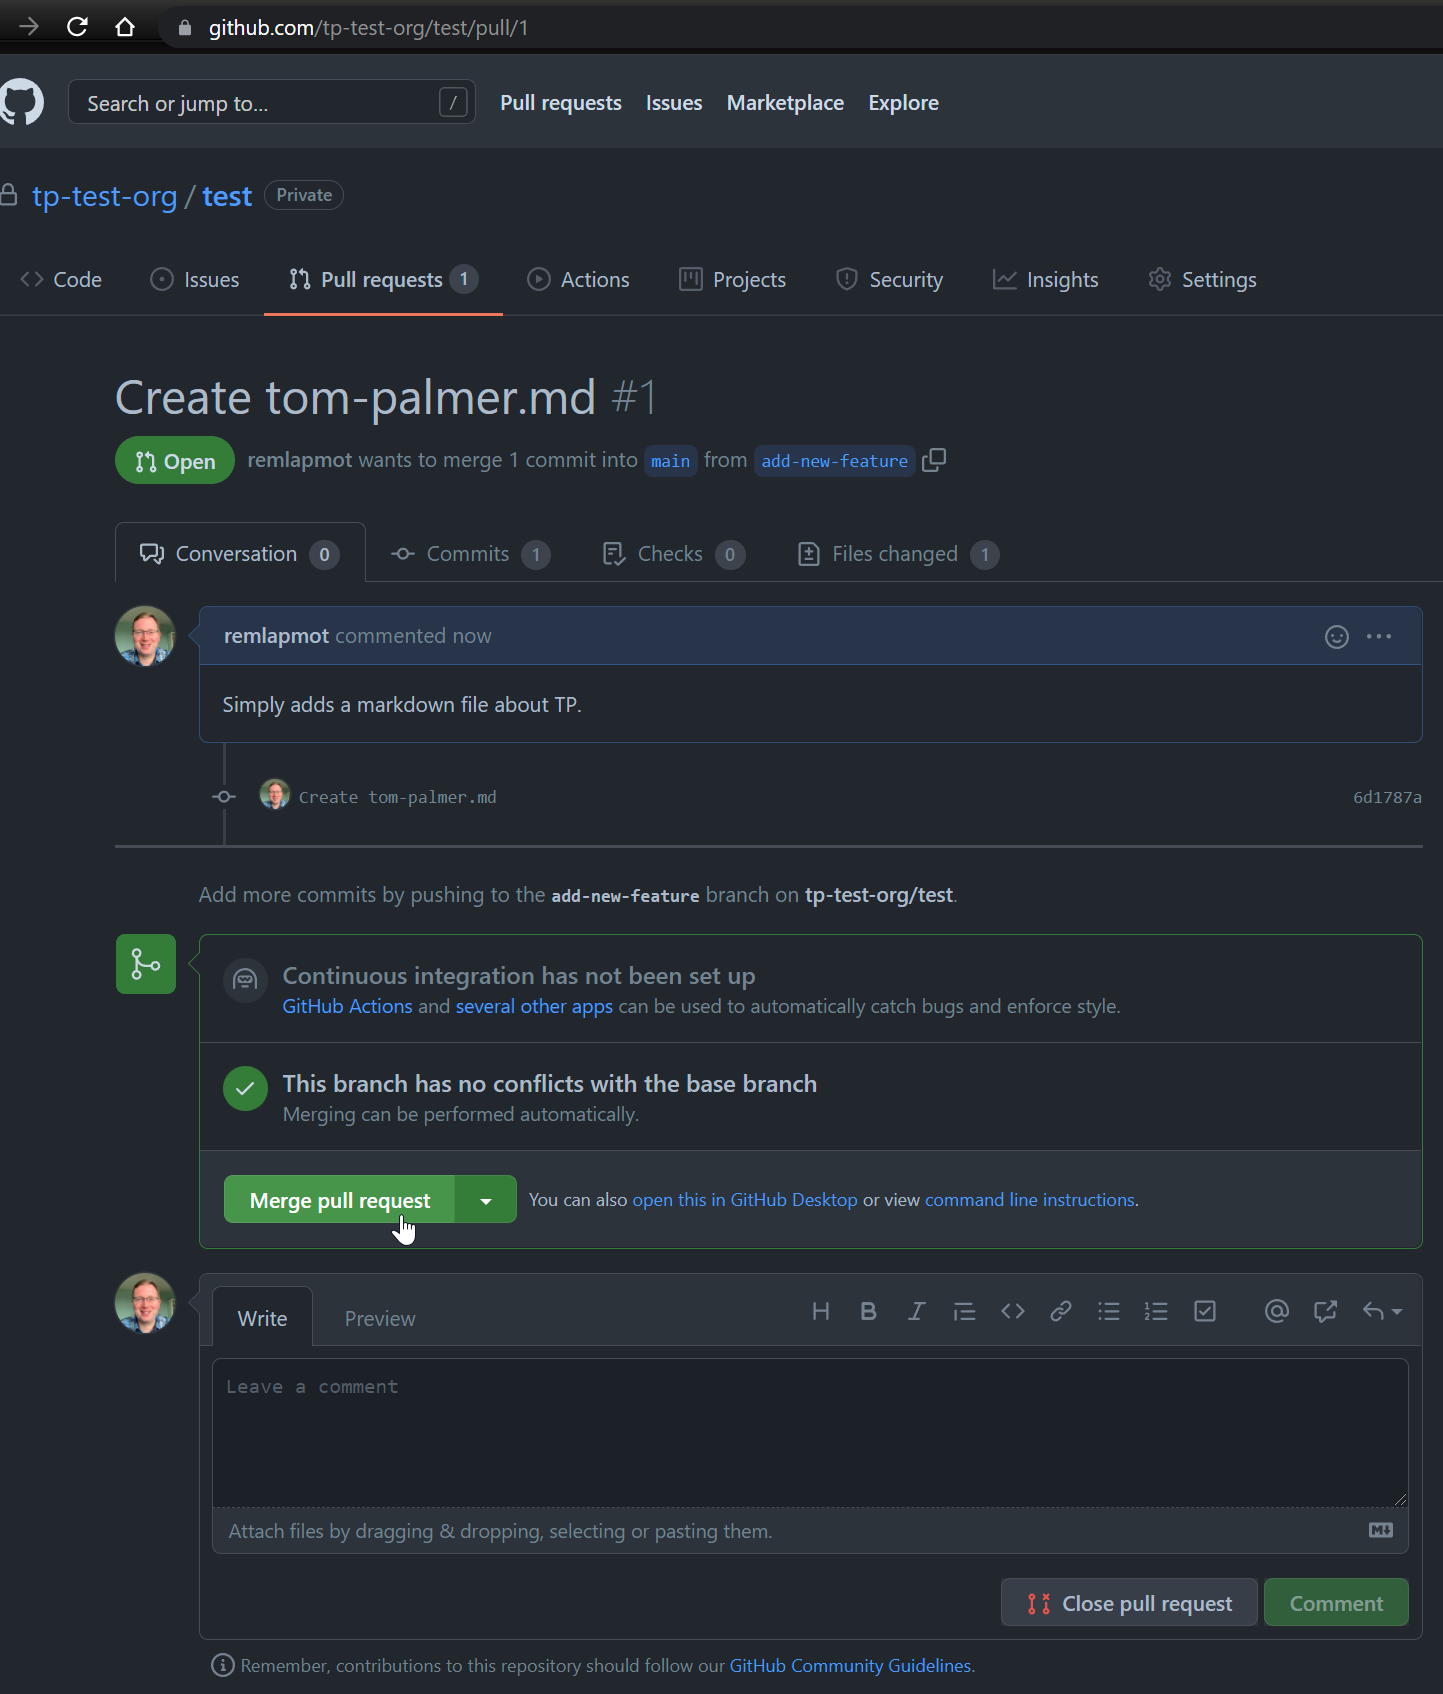 github.com/tp-test-org/test/pull/1
Search or jump to... / Pull requests Issues Marketplace Explore
tp-test-org / test Private
Code Issues Pull requests 1 Actions Projects Security Insights Settings
Create tom-palmer.md #1
Open remlapmot wants to merge 1 commit into main from add-new-feature
Conversation 0 Commits 1 Checks 0 Files changed 1
remlapmot commented now
Simply adds a markdown file about TP.
Create tom-palmer.md 6d1787a
Add more commits by pushing to the add-new-feature branch on tp-test-org/test.
Continuous integration has not been set up
GitHub Actions and several other apps can be used to automatically catch bugs and enforce style.
This branch has no conflicts with the base branch
Merging can be performed automatically.
Merge pull request You can also open this in GitHub Desktop or view command line instructions.
Write Preview
Leave a comment
Attach files by dragging & dropping, selecting or pasting them.
Close pull request Comment
Remember, contributions to this repository should follow our GitHub Community Guidelines.